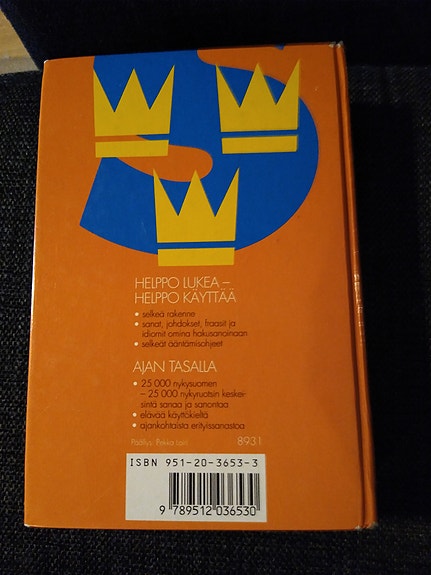 HELPPO LUKEA –
HELPPO KÄYTTÄÄ
• selkeä rakenne
• sanat, johdokset, fraasit ja
idiomit omina hakusanoinaan
• selkeät ääntämisohjeet
AJAN TASALLA
• 25 000 nykysuomen
– 25 000 nykyruotsin keskei-
sintä sanaa ja sanontaa
• elävää käyttökieltä
• ajankohtaista erityissanastoa
Päällys: Pirkko
8931
ISBN 951-20-3653-3
9 789512 036530